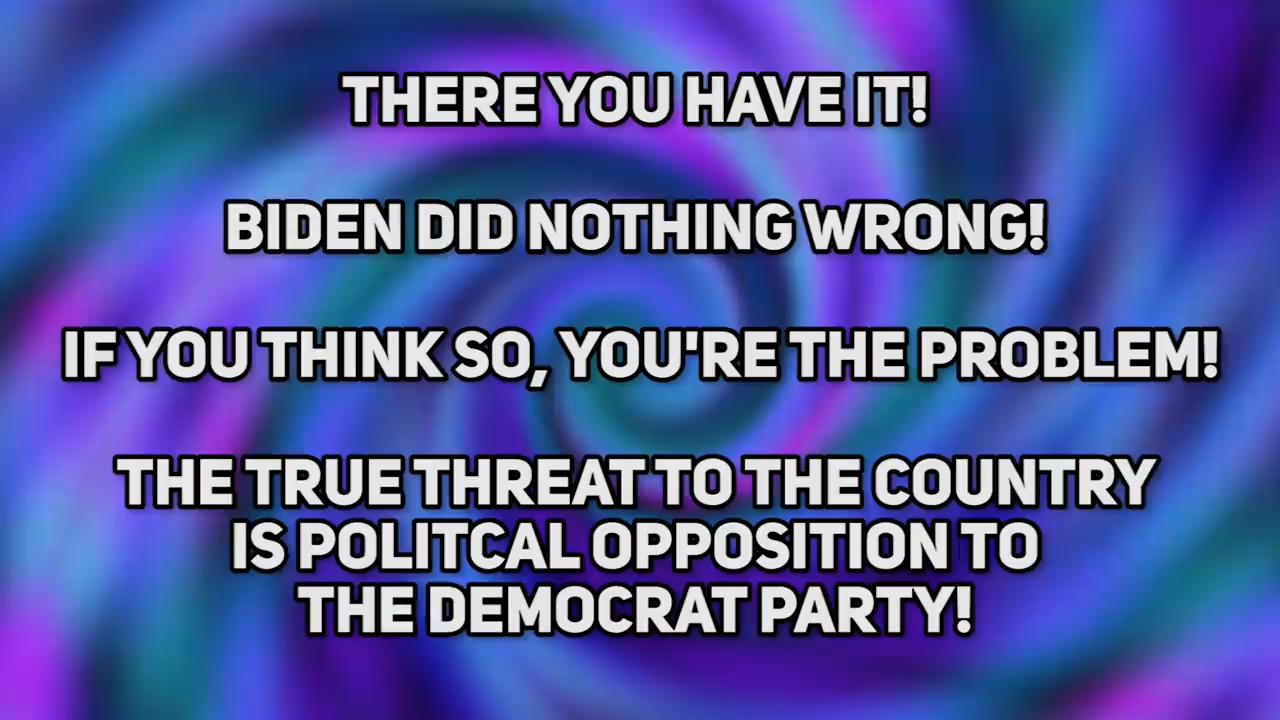 THERE YOU HAVE IT!
BIDEN DID NOTHING WRONG!
IF YOU THINK SO, YOU'RE THE PROBLEM!
THE TRUE THREAT TO THE COUNTRY
IS POLITCAL OPPOSITION TO
THE DEMOCRAT PARTY!